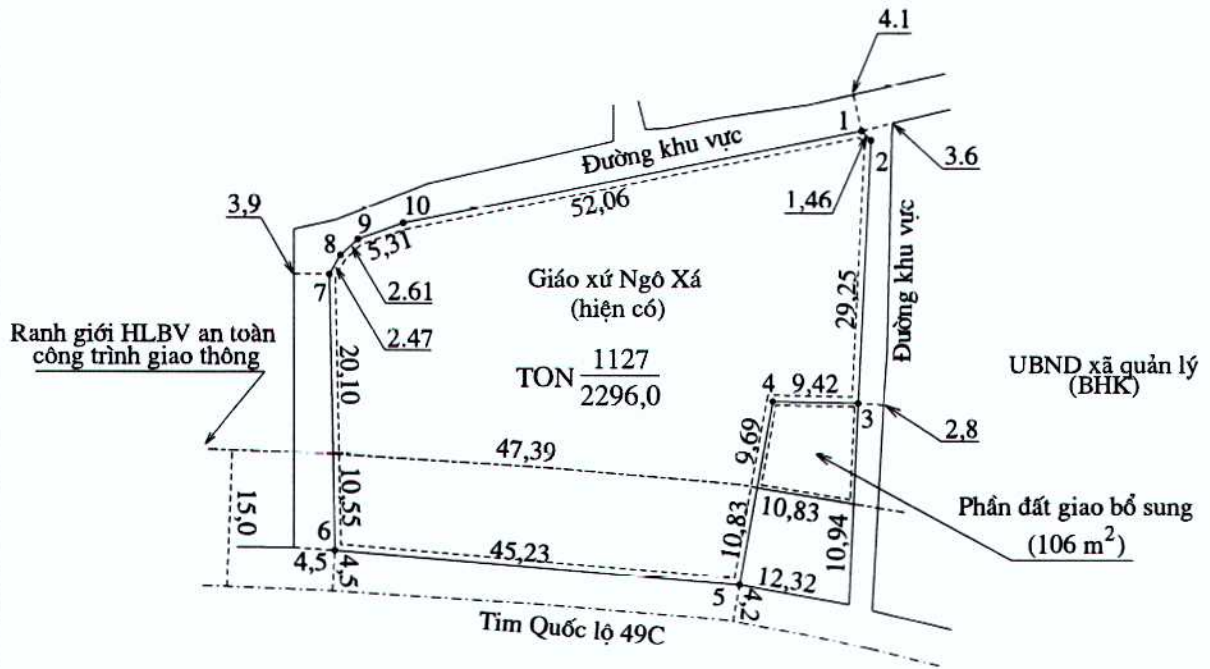 4.1
1
2
3.6
Đường khu vực
52,06
1,46
3,9
10
9
8
5,31
7
2.61
2.47
Giáo xứ Ngô Xá
(hiện có)
29,25
Đường khu vực
Ranh giới HLBV an toàn
công trình giao thông
20,10
TON 1127
2296,0
UBND xã quản lý
(BHK)
4
9,42
3
2,8
9,69
47,39
10,83
Phần đất giao bổ sung
(106 m²)
15,0
10,55
10,83
10,94
6
4,5
4,5
45,23
12,32
5
4,2
Tim Quốc lộ 49C